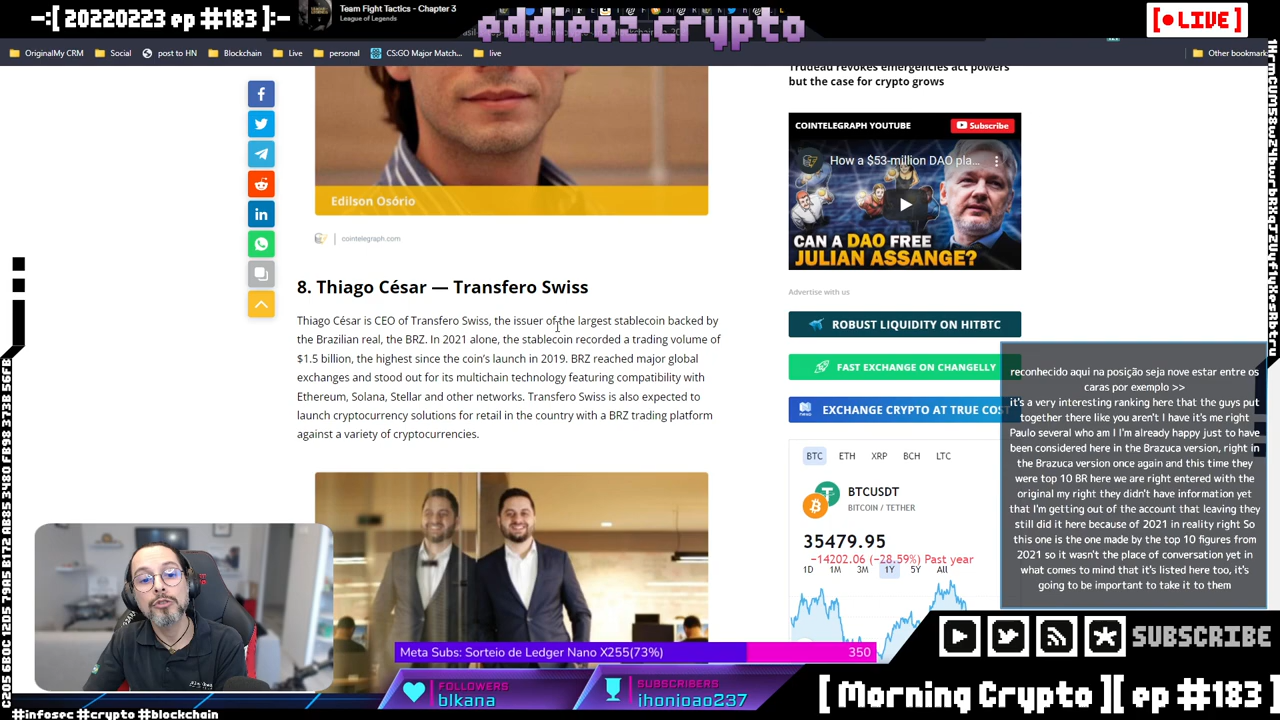 -:[ 20220223 ep #183 ]:-
Team Fight Tactics - Chapter 3
League of Legends
eddieoz.crypto
[ LIVE ]
OriginalMy CRM
Social
post to HN
Blockchain
Live
personal
CS:GO Major Match...
live
Other bookmark
Trudeau revokes emergencies act powers
but the case for crypto grows
COINTELEGRAPH YOUTUBE
Subscribe
How a $53-million DAO pla...
CAN A DAO FREE
JULIAN ASSANGE?
Advertise with us
ROBUST LIQUIDITY ON HITBTC
FAST EXCHANGE ON CHANGELLY
EXCHANGE CRYPTO AT TRUE COST
Edilson Osório
cointelegraph.com
8. Thiago César — Transfero Swiss
Thiago César is CEO of Transfero Swiss, the issuer of the largest stablecoin backed by
the Brazilian real, the BRZ. In 2021 alone, the stablecoin recorded a trading volume of
$1.5 billion, the highest since the coin's launch in 2019. BRZ reached major global
exchanges and stood out for its multichain technology featuring compatibility with
Ethereum, Solana, Stellar and other networks. Transfero Swiss is also expected to
launch cryptocurrency solutions for retail in the country with a BRZ trading platform
against a variety of cryptocurrencies.
BTC ETH XRP BCH LTC
BTCUSDT
BITCOIN / TETHER
35479.95
−14202.06 (−28.59%) Past year
1D 1M 3M 1Y 5Y All
reconhecido aqui na posição seja nove estar entre os
caras por exemplo >>
it's a very interesting ranking here that the guys put
together there like you aren't I have it's me right
Paulo several who am I I'm already happy just to have
been considered here in the Brazuca version, right in
the Brazuca version once again and this time they
were top 10 BR here we are right entered with the
original my right they didn't have information yet
that I'm getting out of the account that leaving they
still did it here because of 2021 in reality right So
this one is the one made by the top 10 figures from
2021 so it wasn't the place of conversation yet in
what comes to mind that it's listed here too, it's
going to be important to take it to them
Meta Subs: Sorteio de Ledger Nano X255(73%)
350
FOLLOWERS
blkana
SUBSCRIBERS
jhonjoao237
SUBSCRIBE
[ Morning Crypto ][ ep #183 ]
#infosec #crypto #blockchain